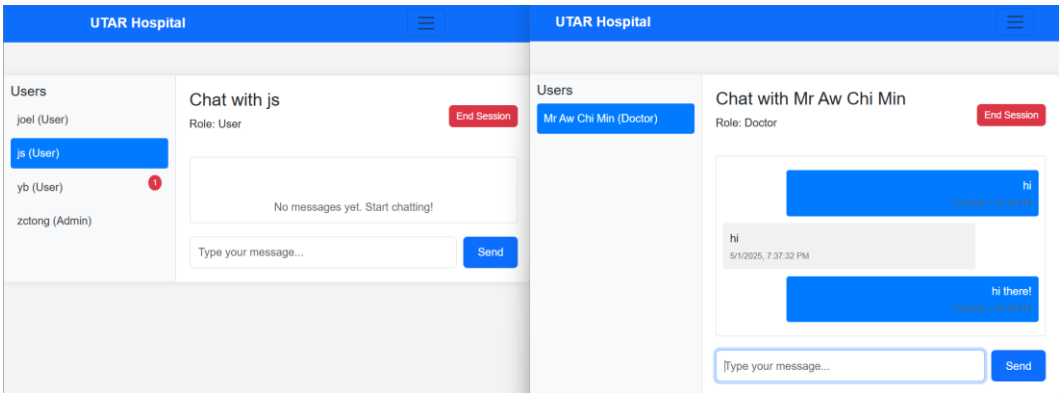 UTAR Hospital
Users
joel (User)
js (User)
yb (User)
1
zctong (Admin)
Chat with js
Role: User
End Session
No messages yet. Start chatting!
Type your message...
Send
UTAR Hospital
Users
Mr Aw Chi Min (Doctor)
Chat with Mr Aw Chi Min
Role: Doctor
End Session
hi
hi
5/1/2025, 7:37:32 PM
hi there!
Type your message...
Send